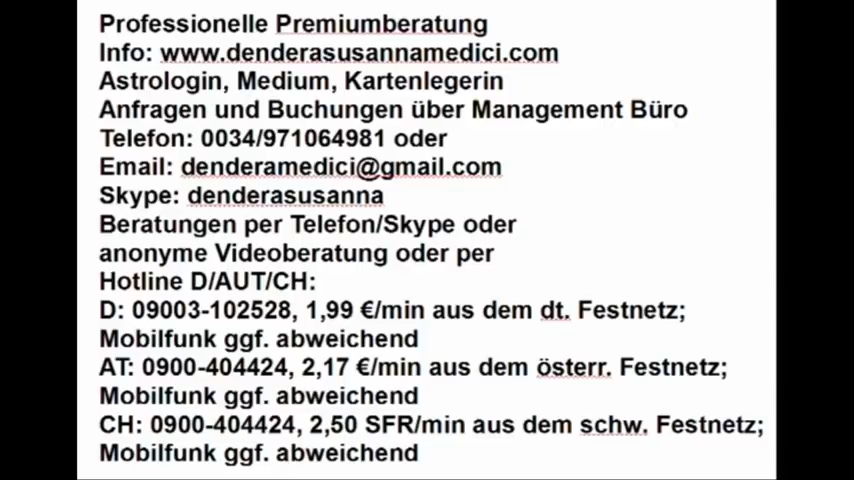 Professionelle Premiumberatung
Info: www.denderasusannamedici.com
Astrologin, Medium, Kartenlegerin
Anfragen und Buchungen über Management Büro
Telefon: 0034/971064981 oder
Email: denderamedici@gmail.com
Skype: denderasusanna
Beratungen per Telefon/Skype oder
anonyme Videoberatung oder per
Hotline D/AUT/CH:
D: 09003-102528, 1,99 €/min aus dem dt. Festnetz;
Mobilfunk ggf. abweichend
AT: 0900-404424, 2,17 €/min aus dem österr. Festnetz;
Mobilfunk ggf. abweichend
CH: 0900-404424, 2,50 SFR/min aus dem schw. Festnetz;
Mobilfunk ggf. abweichend